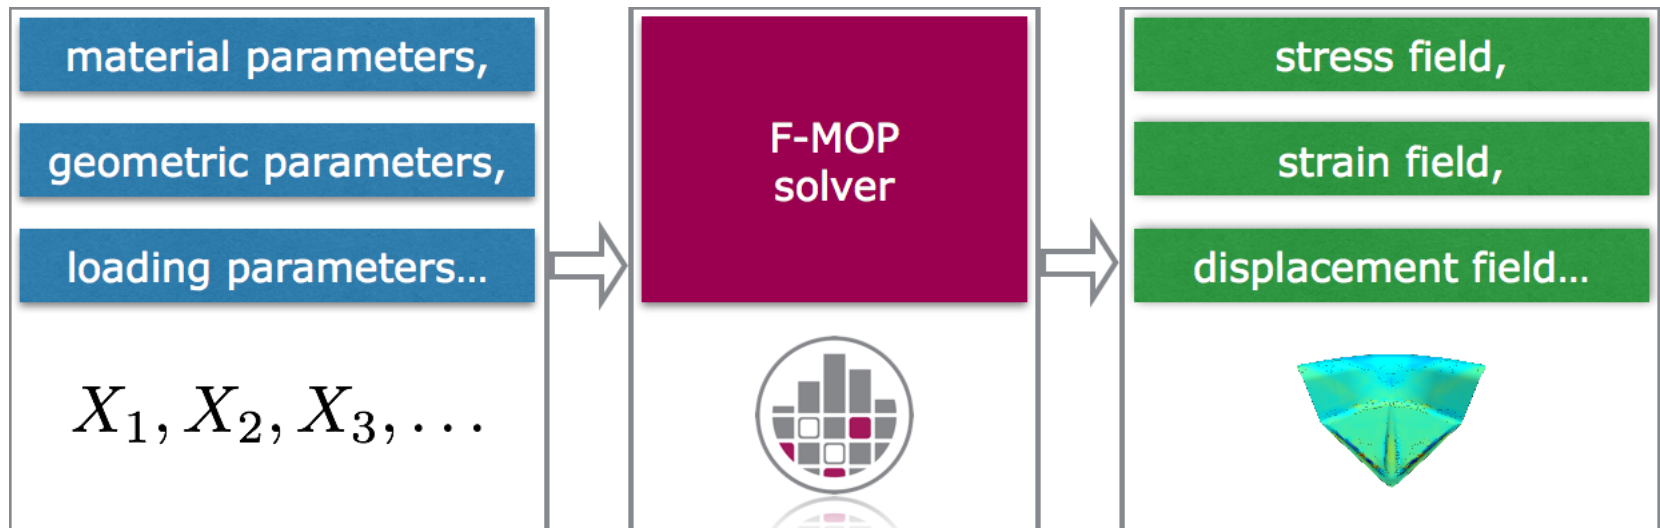 material parameters,
geometric parameters,
loading parameters...
X₁, X₂, X₃, ...
F-MOP
solver
stress field,
strain field,
displacement field...